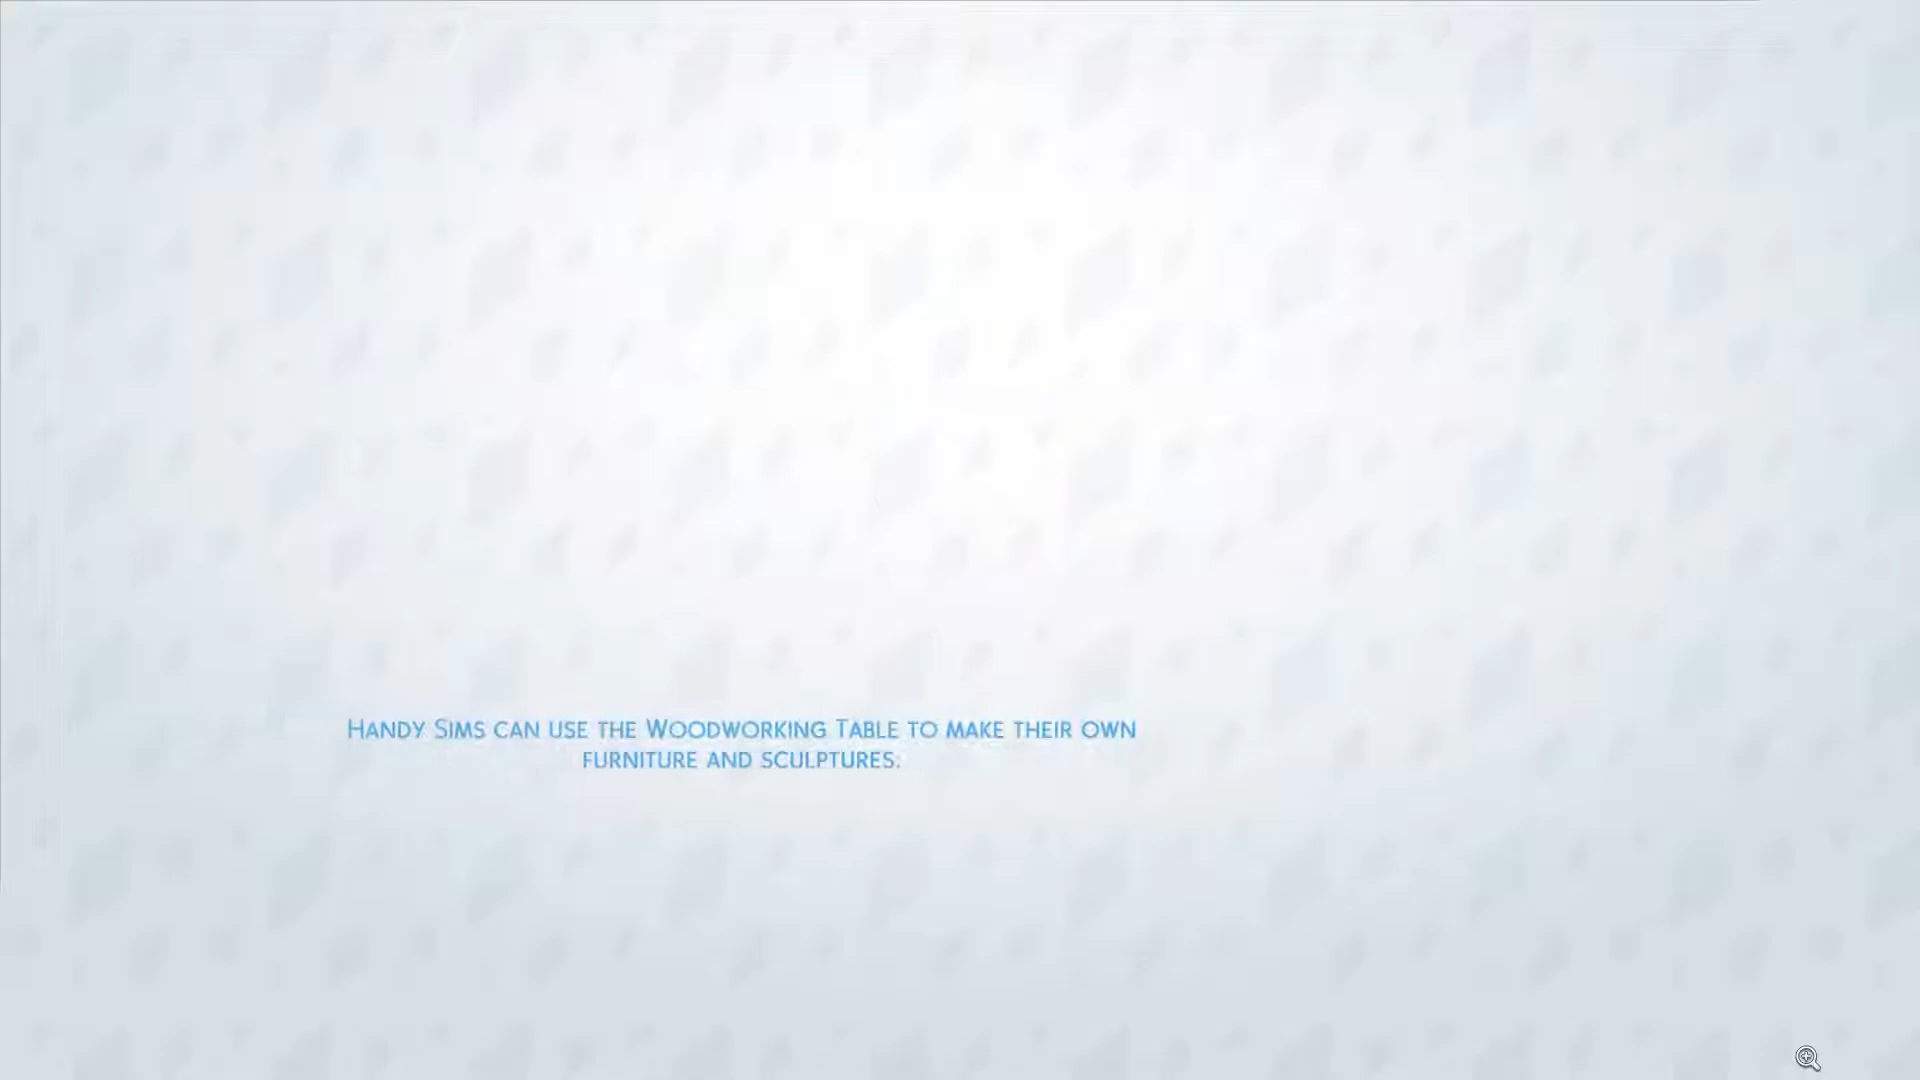 Handy Sims can use the Woodworking Table to make their own
furniture and sculptures.